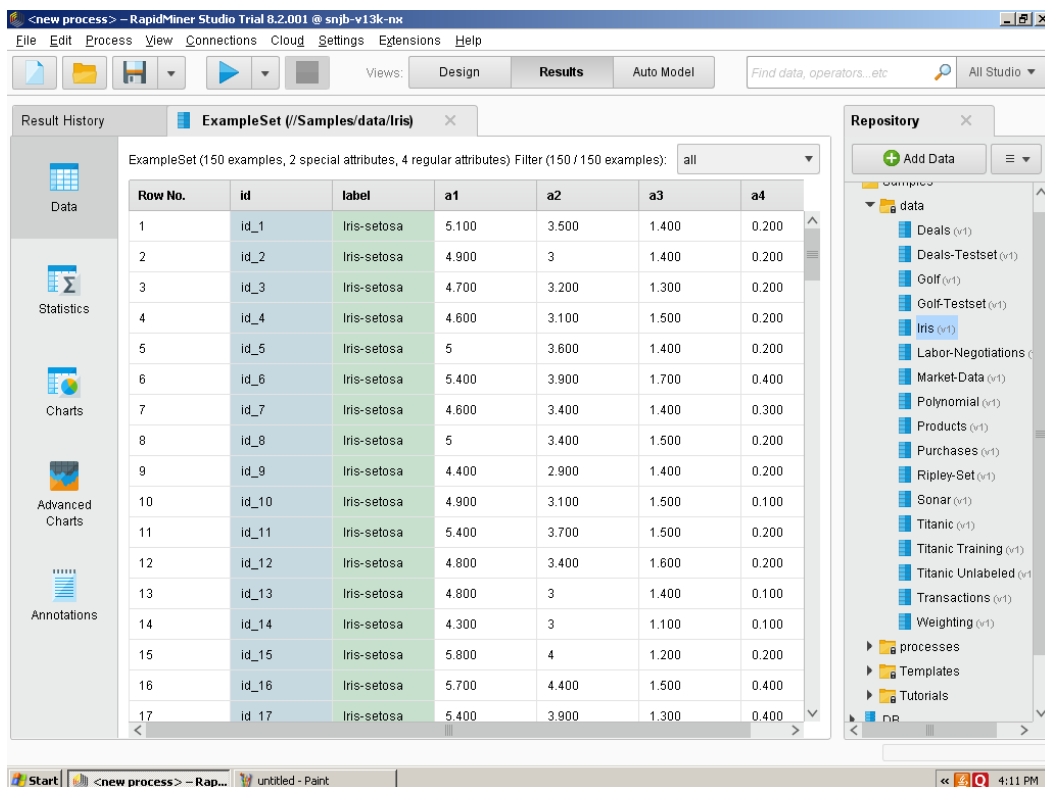 <new process> – RapidMiner Studio Trial 8.2.001 @ snjb-v13k-nx
File Edit Process View Connections Cloud Settings Extensions Help
Views: Design Results Auto Model Find data, operators...etc All Studio
Result History ExampleSet (//Samples/data/Iris) Repository
ExampleSet (150 examples, 2 special attributes, 4 regular attributes) Filter (150 / 150 examples): all
Add Data
Data
Statistics
Charts
Advanced
Charts
Annotations
Row No. id label a1 a2 a3 a4
1 id_1 Iris-setosa 5.100 3.500 1.400 0.200
2 id_2 Iris-setosa 4.900 3 1.400 0.200
3 id_3 Iris-setosa 4.700 3.200 1.300 0.200
4 id_4 Iris-setosa 4.600 3.100 1.500 0.200
5 id_5 Iris-setosa 5 3.600 1.400 0.200
6 id_6 Iris-setosa 5.400 3.900 1.700 0.400
7 id_7 Iris-setosa 4.600 3.400 1.400 0.300
8 id_8 Iris-setosa 5 3.400 1.500 0.200
9 id_9 Iris-setosa 4.400 2.900 1.400 0.200
10 id_10 Iris-setosa 4.900 3.100 1.500 0.100
11 id_11 Iris-setosa 5.400 3.700 1.500 0.200
12 id_12 Iris-setosa 4.800 3.400 1.600 0.200
13 id_13 Iris-setosa 4.800 3 1.400 0.100
14 id_14 Iris-setosa 4.300 3 1.100 0.100
15 id_15 Iris-setosa 5.800 4 1.200 0.200
16 id_16 Iris-setosa 5.700 4.400 1.500 0.400
17 id_17 Iris-setosa 5.400 3.900 1.300 0.400
Samples
data
Deals (v1)
Deals-Testset (v1)
Golf (v1)
Golf-Testset (v1)
Iris (v1)
Labor-Negotiations (
Market-Data (v1)
Polynomial (v1)
Products (v1)
Purchases (v1)
Ripley-Set (v1)
Sonar (v1)
Titanic (v1)
Titanic Training (v1)
Titanic Unlabeled (v1
Transactions (v1)
Weighting (v1)
processes
Templates
Tutorials
DB
Start <new process> – Rap... untitled - Paint 4:11 PM